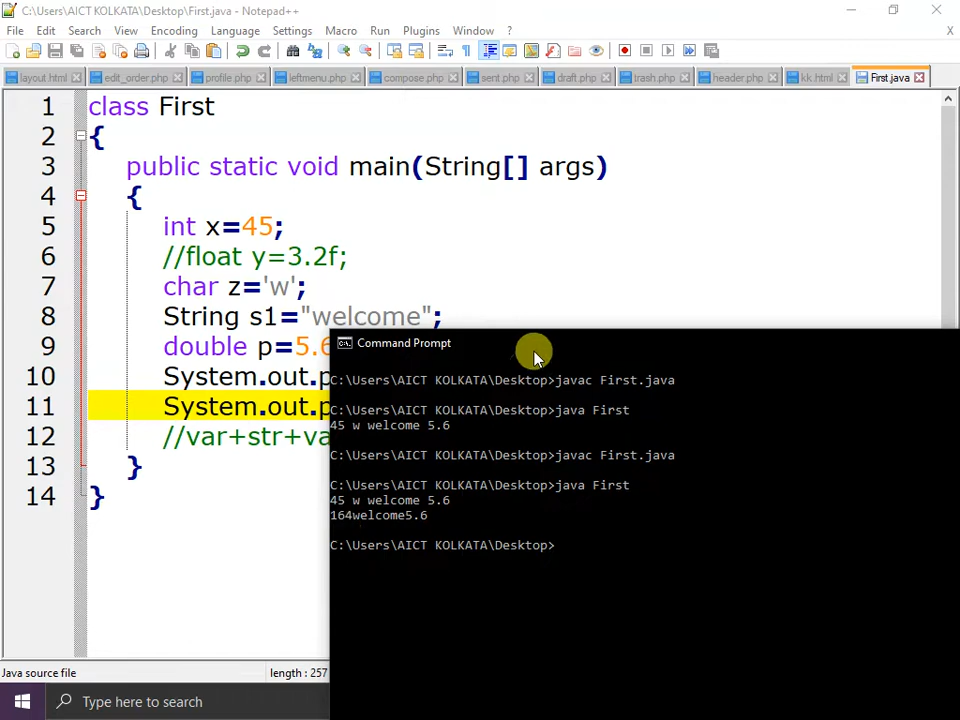 C:\Users\AICT KOLKATA\Desktop\First.java - Notepad++
File Edit Search View Encoding Language Settings Macro Run Plugins Window ?
X
layout.html edit_order.php profile.php leftmenu.php compose.php sent.php draft.php trash.php header.php kk.html First.java
1 class First
2 {
3 public static void main(String[] args)
4 {
5 int x=45;
6 //float y=3.2f;
7 char z='w';
8 String s1="welcome";
9 double p=5.6
10 System.out.p
11 System.out.p
12 //var+str+va
13 }
14 }
Command Prompt
C:\Users\AICT KOLKATA\Desktop>javac First.java
C:\Users\AICT KOLKATA\Desktop>java First
45 w welcome 5.6
C:\Users\AICT KOLKATA\Desktop>javac First.java
C:\Users\AICT KOLKATA\Desktop>java First
45 w welcome 5.6
164welcome5.6
C:\Users\AICT KOLKATA\Desktop>
Java source file length : 257
Type here to search